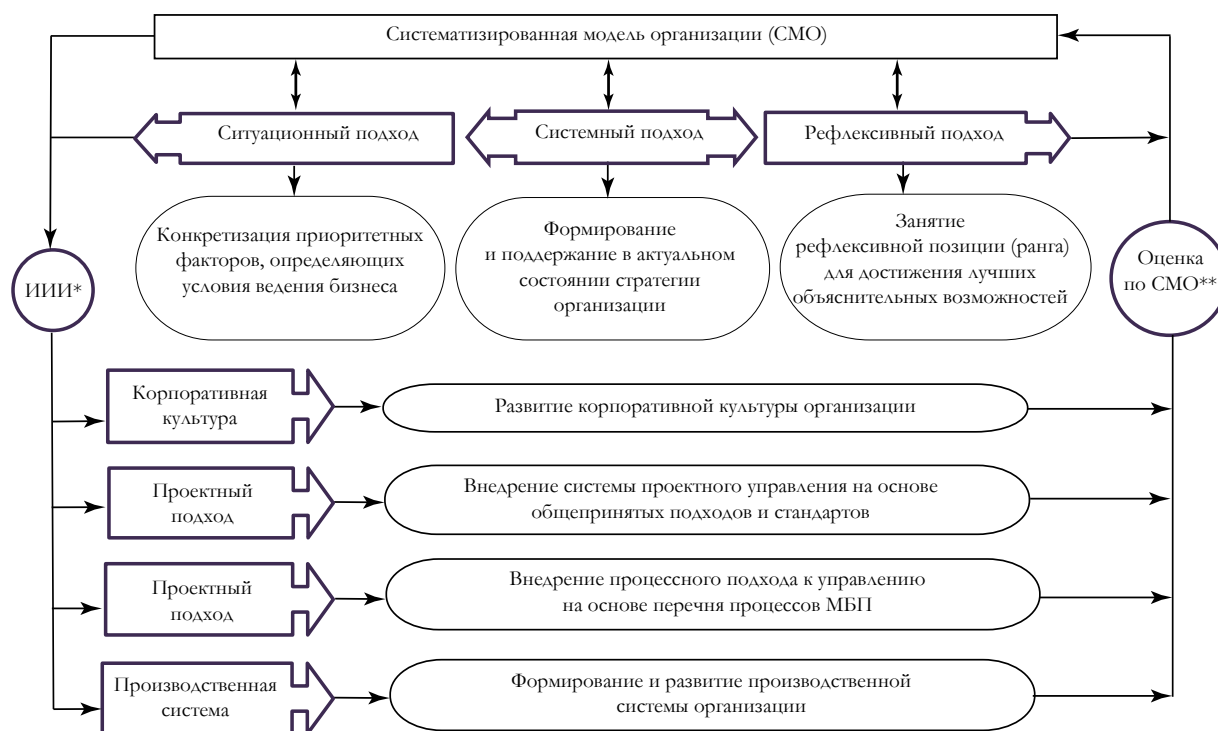 Систематизированная модель организации (СМО)
Ситуационный подход
Системный подход
Рефлексивный подход
Конкретизация приоритетных
факторов, определяющих
условия ведения бизнеса
Формирование
и поддержание в актуальном
состоянии стратегии
организации
Занятие
рефлексивной позиции (ранга)
для достижения лучших
объяснительных возможностей
ИИИ*
Оценка
по СМО**
Корпоративная
культура
Развитие корпоративной культуры организации
Проектный
подход
Внедрение системы проектного управления на основе
общепринятых подходов и стандартов
Проектный
подход
Внедрение процессного подхода к управлению
на основе перечня процессов МБП
Производственная
система
Формирование и развитие производственной
системы организации